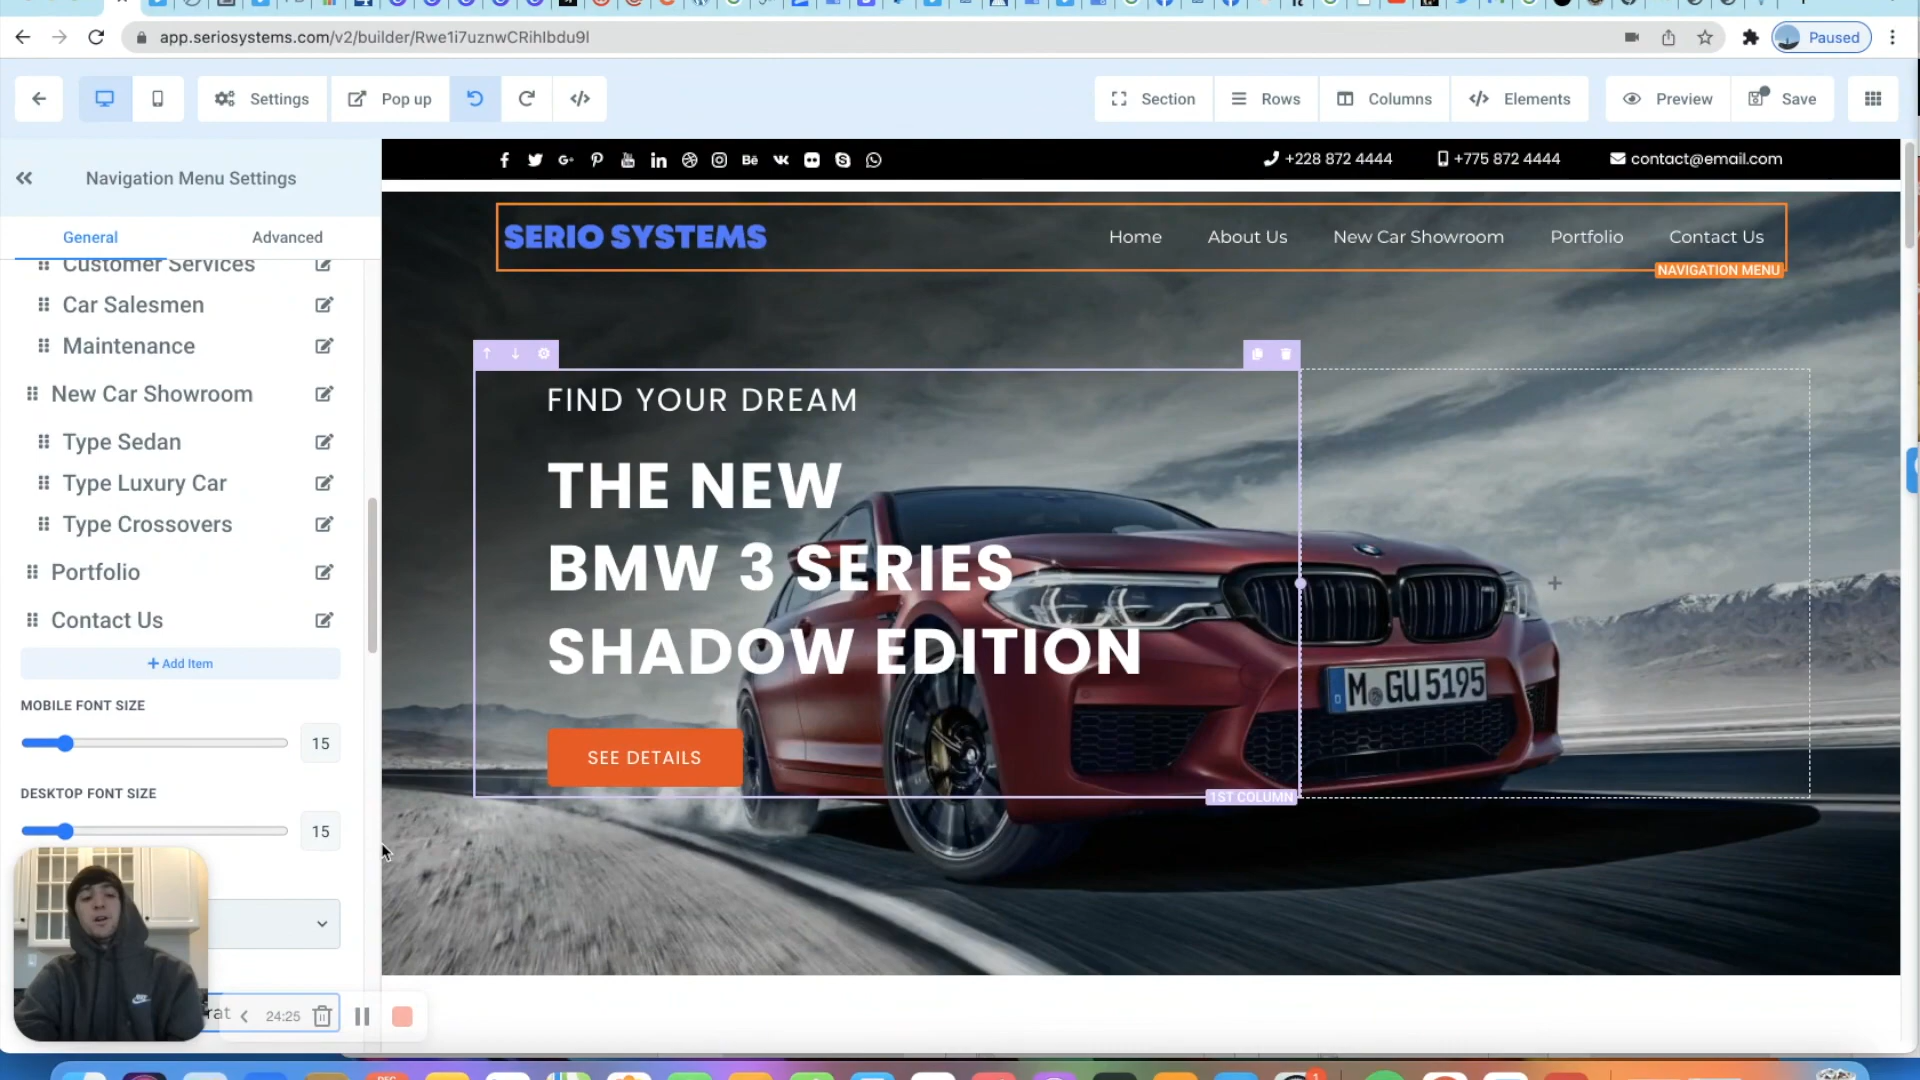 app.seriosystems.com/v2/builder/Rwe1i7uznwCRihIbdu9I
Paused
Settings
Pop up
Section
Rows
Columns
Elements
Preview
Save
Navigation Menu Settings
General
Advanced
Customer Services
Car Salesmen
Maintenance
New Car Showroom
Type Sedan
Type Luxury Car
Type Crossovers
Portfolio
Contact Us
+ Add Item
MOBILE FONT SIZE
15
DESKTOP FONT SIZE
15
24:25
+228 872 4444
+775 872 4444
contact@email.com
SERIO SYSTEMS
Home
About Us
New Car Showroom
Portfolio
Contact Us
NAVIGATION MENU
FIND YOUR DREAM
THE NEW
BMW 3 SERIES
SHADOW EDITION
SEE DETAILS
1ST COLUMN
M GU 5195